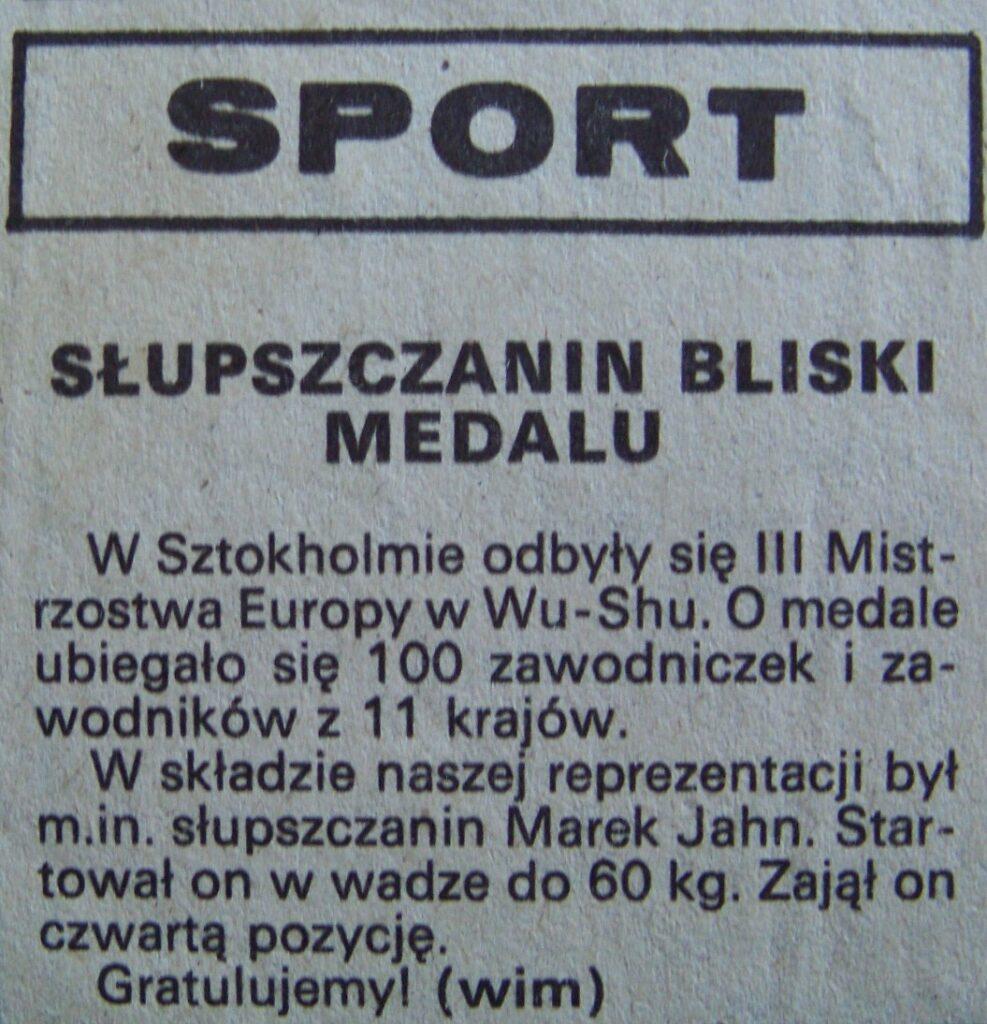 SPORT
SŁUPSZCZANIN BLISKI
MEDALU
W Sztokholmie odbyły się III Mist-
rzostwa Europy w Wu-Shu. O medale
ubiegało się 100 zawodniczek i za-
wodników z 11 krajów.
W składzie naszej reprezentacji był
m.in. słupszczanin Marek Jahn. Star-
tował on w wadze do 60 kg. Zajął on
czwartą pozycję.
Gratulujemy! (wim)